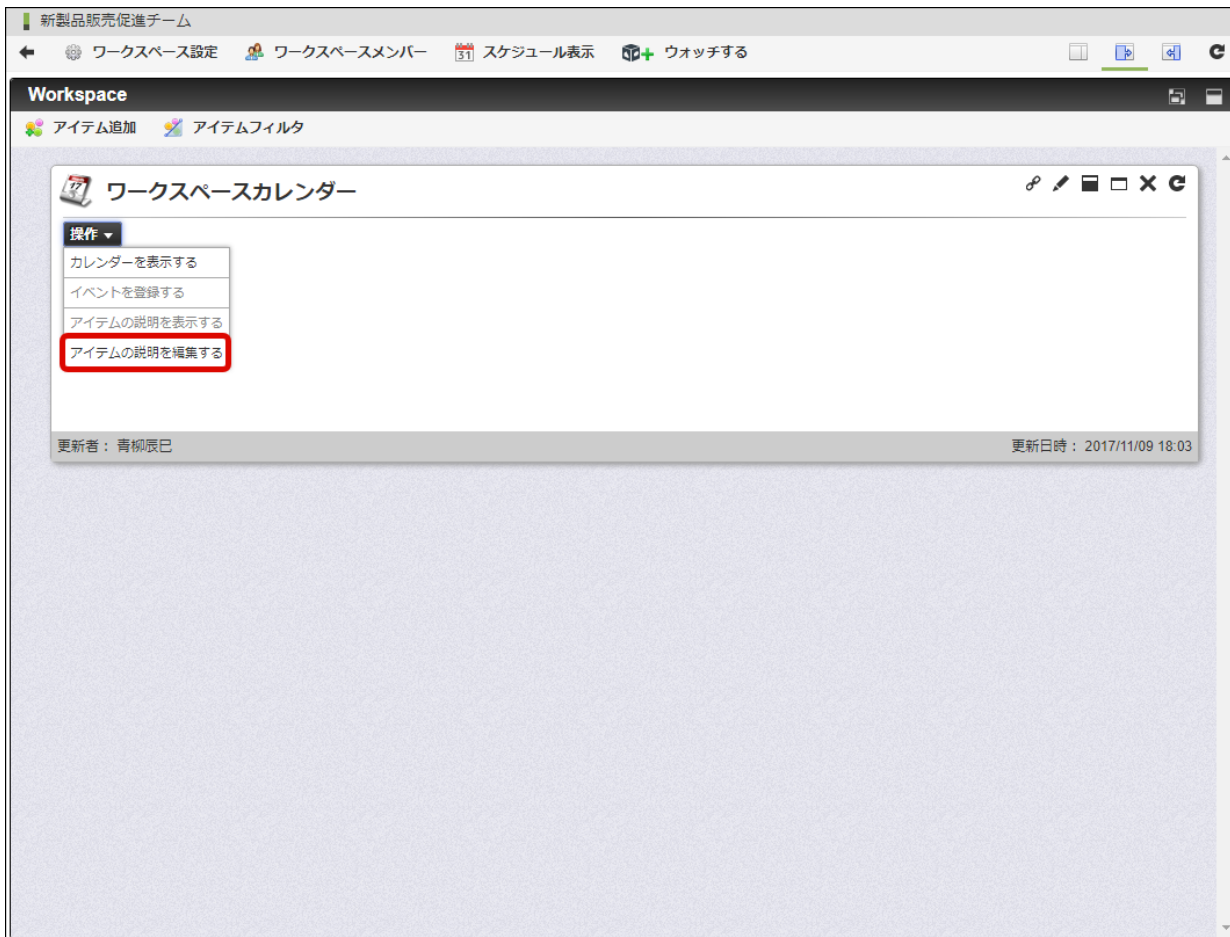 新製品販売促進チーム
ワークスペース設定 ワークスペースメンバー 31 スケジュール表示 ウォッチする
Workspace
アイテム追加 アイテムフィルタ
17 ワークスペースカレンダー
操作
カレンダーを表示する
イベントを登録する
アイテムの説明を表示する
アイテムの説明を編集する
更新者： 青柳辰巳 更新日時： 2017/11/09 18:03